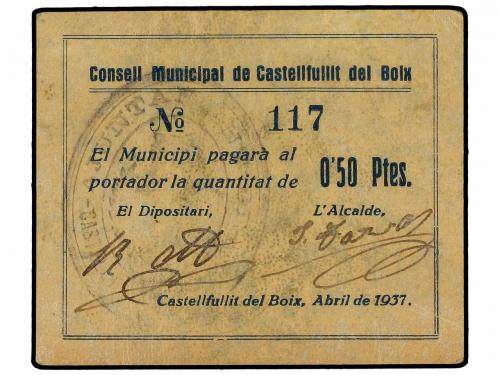 Consell Municipal de Castellfullit del Boix
№ 117
El Municipi pagarà al
portador la quantitat de 0'50 Ptes.
El Dipositari, L'Alcalde,
Castellfullit del Boix, Abril de 1937.